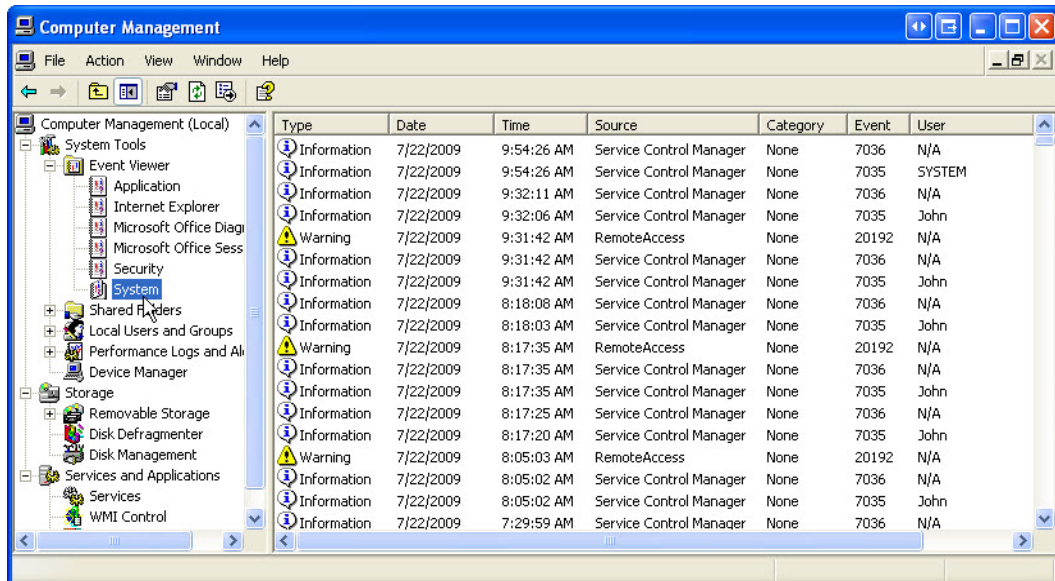 Computer Management
File Action View Window Help
Computer Management (Local)
System Tools
Event Viewer
Application
Internet Explorer
Microsoft Office Diag
Microsoft Office Sess
Security
System
Shared Folders
Local Users and Groups
Performance Logs and Al
Device Manager
Storage
Removable Storage
Disk Defragmenter
Disk Management
Services and Applications
Services
WMI Control
Type Date Time Source Category Event User
Information 7/22/2009 9:54:26 AM Service Control Manager None 7036 N/A
Information 7/22/2009 9:54:26 AM Service Control Manager None 7035 SYSTEM
Information 7/22/2009 9:32:11 AM Service Control Manager None 7036 N/A
Information 7/22/2009 9:32:06 AM Service Control Manager None 7035 John
Warning 7/22/2009 9:31:42 AM RemoteAccess None 20192 N/A
Information 7/22/2009 9:31:42 AM Service Control Manager None 7036 N/A
Information 7/22/2009 9:31:42 AM Service Control Manager None 7035 John
Information 7/22/2009 8:18:08 AM Service Control Manager None 7036 N/A
Information 7/22/2009 8:18:03 AM Service Control Manager None 7035 John
Warning 7/22/2009 8:17:35 AM RemoteAccess None 20192 N/A
Information 7/22/2009 8:17:35 AM Service Control Manager None 7036 N/A
Information 7/22/2009 8:17:35 AM Service Control Manager None 7035 John
Information 7/22/2009 8:17:25 AM Service Control Manager None 7036 N/A
Information 7/22/2009 8:17:20 AM Service Control Manager None 7035 John
Warning 7/22/2009 8:05:03 AM RemoteAccess None 20192 N/A
Information 7/22/2009 8:05:02 AM Service Control Manager None 7036 N/A
Information 7/22/2009 8:05:02 AM Service Control Manager None 7035 John
Information 7/22/2009 7:29:59 AM Service Control Manager None 7036 N/A